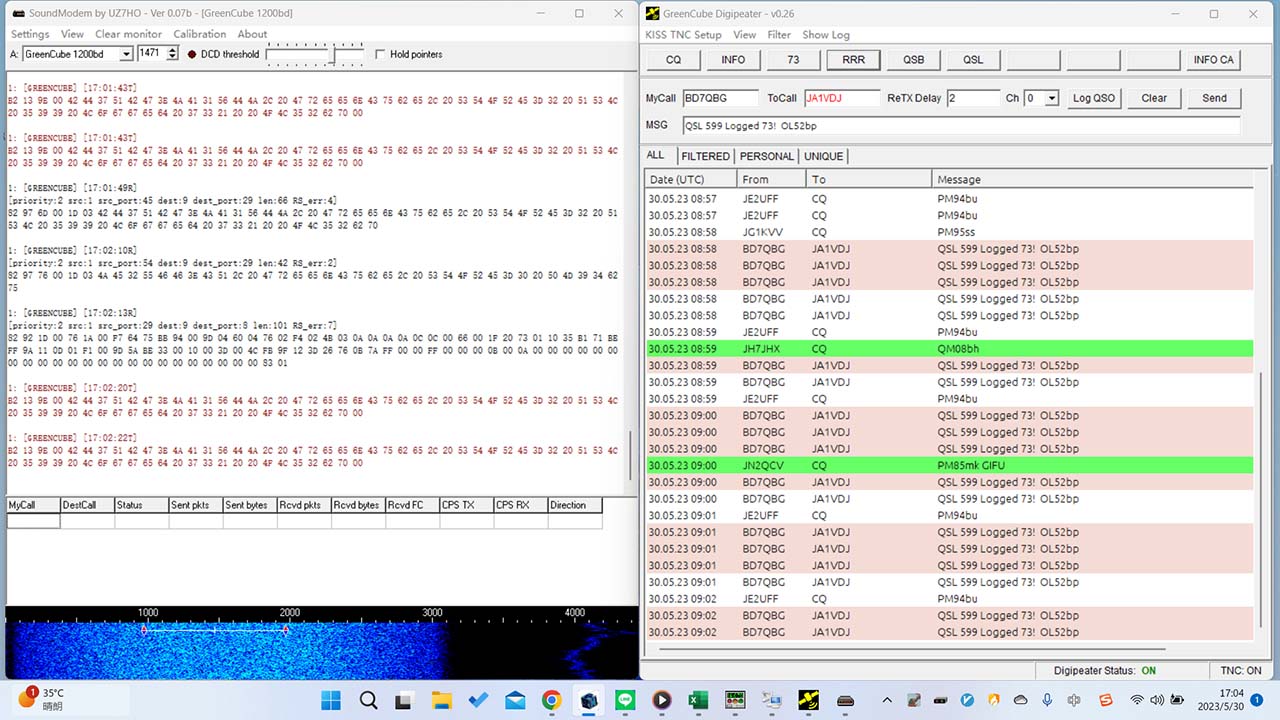 SoundModem by UZ7HO - Ver 0.07b - [GreenCube 1200bd]
Settings View Clear monitor Calibration About
A: GreenCube 1200bd 1471 DCD threshold Hold pointers
1: [GREENCUBE] [17:01:43T]
B2 13 9E 00 42 44 37 51 42 47 3E 4A 41 31 56 44 4A 2C 20 47 72 65 65 6E 43 75 62 65 2C 20 53 54 4F 52 45 3D 32 20 51 53 4C
20 35 39 39 20 4C 6F 67 67 65 64 20 37 33 21 20 20 4F 4C 35 32 62 70 00
1: [GREENCUBE] [17:01:43T]
B2 13 9E 00 42 44 37 51 42 47 3E 4A 41 31 56 44 4A 2C 20 47 72 65 65 6E 43 75 62 65 2C 20 53 54 4F 52 45 3D 32 20 51 53 4C
20 35 39 39 20 4C 6F 67 67 65 64 20 37 33 21 20 20 4F 4C 35 32 62 70 00
1: [GREENCUBE] [17:01:49R]
[priority:2 src:1 src_port:45 dest:9 dest_port:29 len:66 RS_err:4]
82 97 6D 00 1D 03 42 44 37 51 42 47 3E 4A 41 31 56 44 4A 2C 20 47 72 65 65 6E 43 75 62 65 2C 20 53 54 4F 52 45 3D 32 20 51
53 4C 20 35 39 39 20 4C 6F 67 67 65 64 20 37 33 21 20 20 4F 4C 35 32 62 70
1: [GREENCUBE] [17:02:10R]
[priority:2 src:1 src_port:54 dest:9 dest_port:29 len:42 RS_err:2]
82 97 76 00 1D 03 4A 45 32 55 46 46 3E 43 51 2C 20 47 72 65 65 6E 43 75 62 65 2C 20 53 54 4F 52 45 3D 30 20 50 4D 39 34 62
75
1: [GREENCUBE] [17:02:13R]
[priority:2 src:1 src_port:29 dest:9 dest_port:8 len:101 RS_err:7]
82 92 1D 00 76 1A 00 F7 64 75 BB 94 00 9D 04 60 04 76 02 F4 02 4B 03 0A 0A 0A 0A 0C 0C 00 66 00 1F 20 73 01 10 35 B1 71 BE
FF 9A 11 0D 01 F1 00 9D 5A BE 33 00 10 00 3D 00 4C FB 9F 12 3D 26 76 0B 7A FF 00 00 FF 00 00 00 0B 00 0A 00 00 00 00 00 00
00 00 00 00 00 00 00 00 00 00 00 00 00 00 00 00 00 83 01
1: [GREENCUBE] [17:02:20T]
B2 13 9E 00 42 44 37 51 42 47 3E 4A 41 31 56 44 4A 2C 20 47 72 65 65 6E 43 75 62 65 2C 20 53 54 4F 52 45 3D 32 20 51 53 4C
20 35 39 39 20 4C 6F 67 67 65 64 20 37 33 21 20 20 4F 4C 35 32 62 70 00
1: [GREENCUBE] [17:02:22T]
B2 13 9E 00 42 44 37 51 42 47 3E 4A 41 31 56 44 4A 2C 20 47 72 65 65 6E 43 75 62 65 2C 20 53 54 4F 52 45 3D 32 20 51 53 4C
20 35 39 39 20 4C 6F 67 67 65 64 20 37 33 21 20 20 4F 4C 35 32 62 70 00
MyCall DestCall Status Sent pkts Sent bytes Rcvd pkts Rcvd bytes Rcvd FC CPS TX CPS RX Direction
1000 2000 3000 4000
GreenCube Digipeater - v0.26
KISS TNC Setup View Filter Show Log
CQ INFO 73 RRR QSB QSL INFO CA
MyCall BD7QBG ToCall JA1VDJ ReTX Delay 2 Ch 0 Log QSO Clear Send
MSG QSL 599 Logged 73! OL52bp
ALL FILTERED PERSONAL UNIQUE
Date (UTC) From To Message
30.05.23 08:57 JE2UFF CQ PM94bu
30.05.23 08:57 JE2UFF CQ PM94bu
30.05.23 08:58 JG1KVV CQ PM95ss
30.05.23 08:58 BD7QBG JA1VDJ QSL 599 Logged 73! OL52bp
30.05.23 08:58 BD7QBG JA1VDJ QSL 599 Logged 73! OL52bp
30.05.23 08:58 BD7QBG JA1VDJ QSL 599 Logged 73! OL52bp
30.05.23 08:58 BD7QBG JA1VDJ QSL 599 Logged 73! OL52bp
30.05.23 08:58 BD7QBG JA1VDJ QSL 599 Logged 73! OL52bp
30.05.23 08:59 JE2UFF CQ PM94bu
30.05.23 08:59 JH7JHX CQ QM08bh
30.05.23 08:59 BD7QBG JA1VDJ QSL 599 Logged 73! OL52bp
30.05.23 08:59 BD7QBG JA1VDJ QSL 599 Logged 73! OL52bp
30.05.23 08:59 JE2UFF CQ PM94bu
30.05.23 09:00 BD7QBG JA1VDJ QSL 599 Logged 73! OL52bp
30.05.23 09:00 BD7QBG JA1VDJ QSL 599 Logged 73! OL52bp
30.05.23 09:00 BD7QBG JA1VDJ QSL 599 Logged 73! OL52bp
30.05.23 09:00 JN2QCV CQ PM85mk GIFU
30.05.23 09:00 BD7QBG JA1VDJ QSL 599 Logged 73! OL52bp
30.05.23 09:00 BD7QBG JA1VDJ QSL 599 Logged 73! OL52bp
30.05.23 09:01 JE2UFF CQ PM94bu
30.05.23 09:01 BD7QBG JA1VDJ QSL 599 Logged 73! OL52bp
30.05.23 09:01 BD7QBG JA1VDJ QSL 599 Logged 73! OL52bp
30.05.23 09:01 BD7QBG JA1VDJ QSL 599 Logged 73! OL52bp
30.05.23 09:01 BD7QBG JA1VDJ QSL 599 Logged 73! OL52bp
30.05.23 09:02 JE2UFF CQ PM94bu
30.05.23 09:02 BD7QBG JA1VDJ QSL 599 Logged 73! OL52bp
30.05.23 09:02 BD7QBG JA1VDJ QSL 599 Logged 73! OL52bp
Digipeater Status: ON TNC: ON
1 35°C
晴朗
17:04
2023/5/30 1